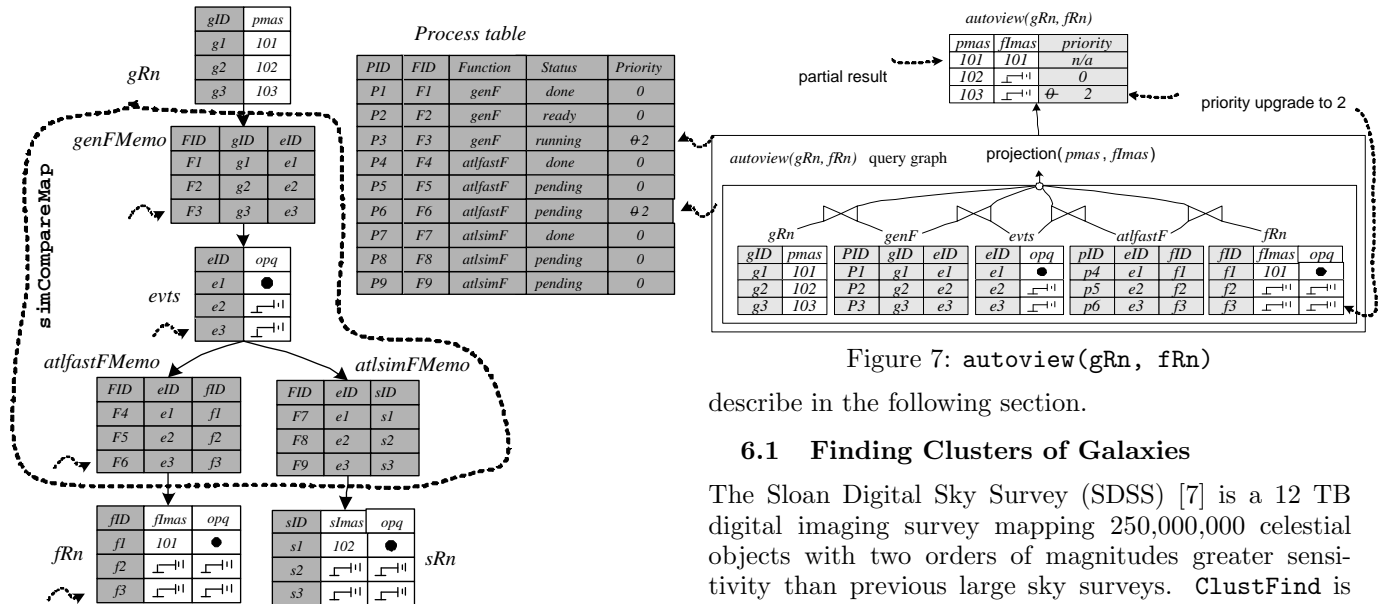 gID pmas
g1 101
g2 102
g3 103
gRn
simCompareMap
genFMemo
FID gID eID
F1 g1 e1
F2 g2 e2
F3 g3 e3
evts
eID opq
e1
e2
e3
atlfastFMemo
FID eID fID
F4 e1 f1
F5 e2 f2
F6 e3 f3
atlsimFMemo
FID eID sID
F7 e1 s1
F8 e2 s2
F9 e3 s3
fRn
fID fImas opq
f1 101
f2
f3
sRn
sID sImas opq
s1 102
s2
s3
Process table
PID FID Function Status Priority
P1 F1 genF done 0
P2 F2 genF ready 0
P3 F3 genF running 0 2
P4 F4 atlfastF done 0
P5 F5 atlfastF pending 0
P6 F6 atlfastF pending 0 2
P7 F7 atlsimF done 0
P8 F8 atlsimF pending 0
P9 F9 atlsimF pending 0
autoview(gRn, fRn)
pmas fImas priority
101 101 n/a
102 0
103 0 2
partial result
priority upgrade to 2
autoview(gRn, fRn) query graph
projection(pmas, fImas)
gRn genF evts atlfastF fRn
gID pmas PID gID eID eID opq pID eID fID fID fImas opq
g1 101 P1 g1 e1 e1 p4 e1 f1 f1 101
g2 102 P2 g2 e2 e2 p5 e2 f2 f2
g3 103 P3 g3 e3 e3 p6 e3 f3 f3
Figure 7: autoview(gRn, fRn)
describe in the following section.
6.1 Finding Clusters of Galaxies
The Sloan Digital Sky Survey (SDSS) [7] is a 12 TB
digital imaging survey mapping 250,000,000 celestial
objects with two orders of magnitudes greater sensi-
tivity than previous large sky surveys. ClustFind is